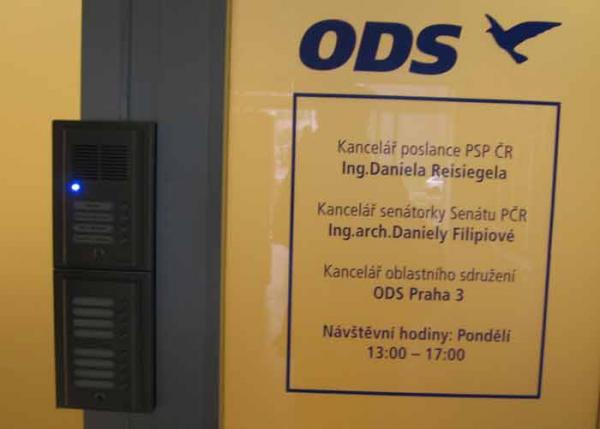 ODS
Kancelář poslance PSP ČR
Ing.Daniela Reisiegela
Kancelář senátorky Senátu PČR
Ing.arch.Daniely Filipiové
Kancelář oblastního sdružení
ODS Praha 3
Návštěvní hodiny: Pondělí
13:00 – 17:00